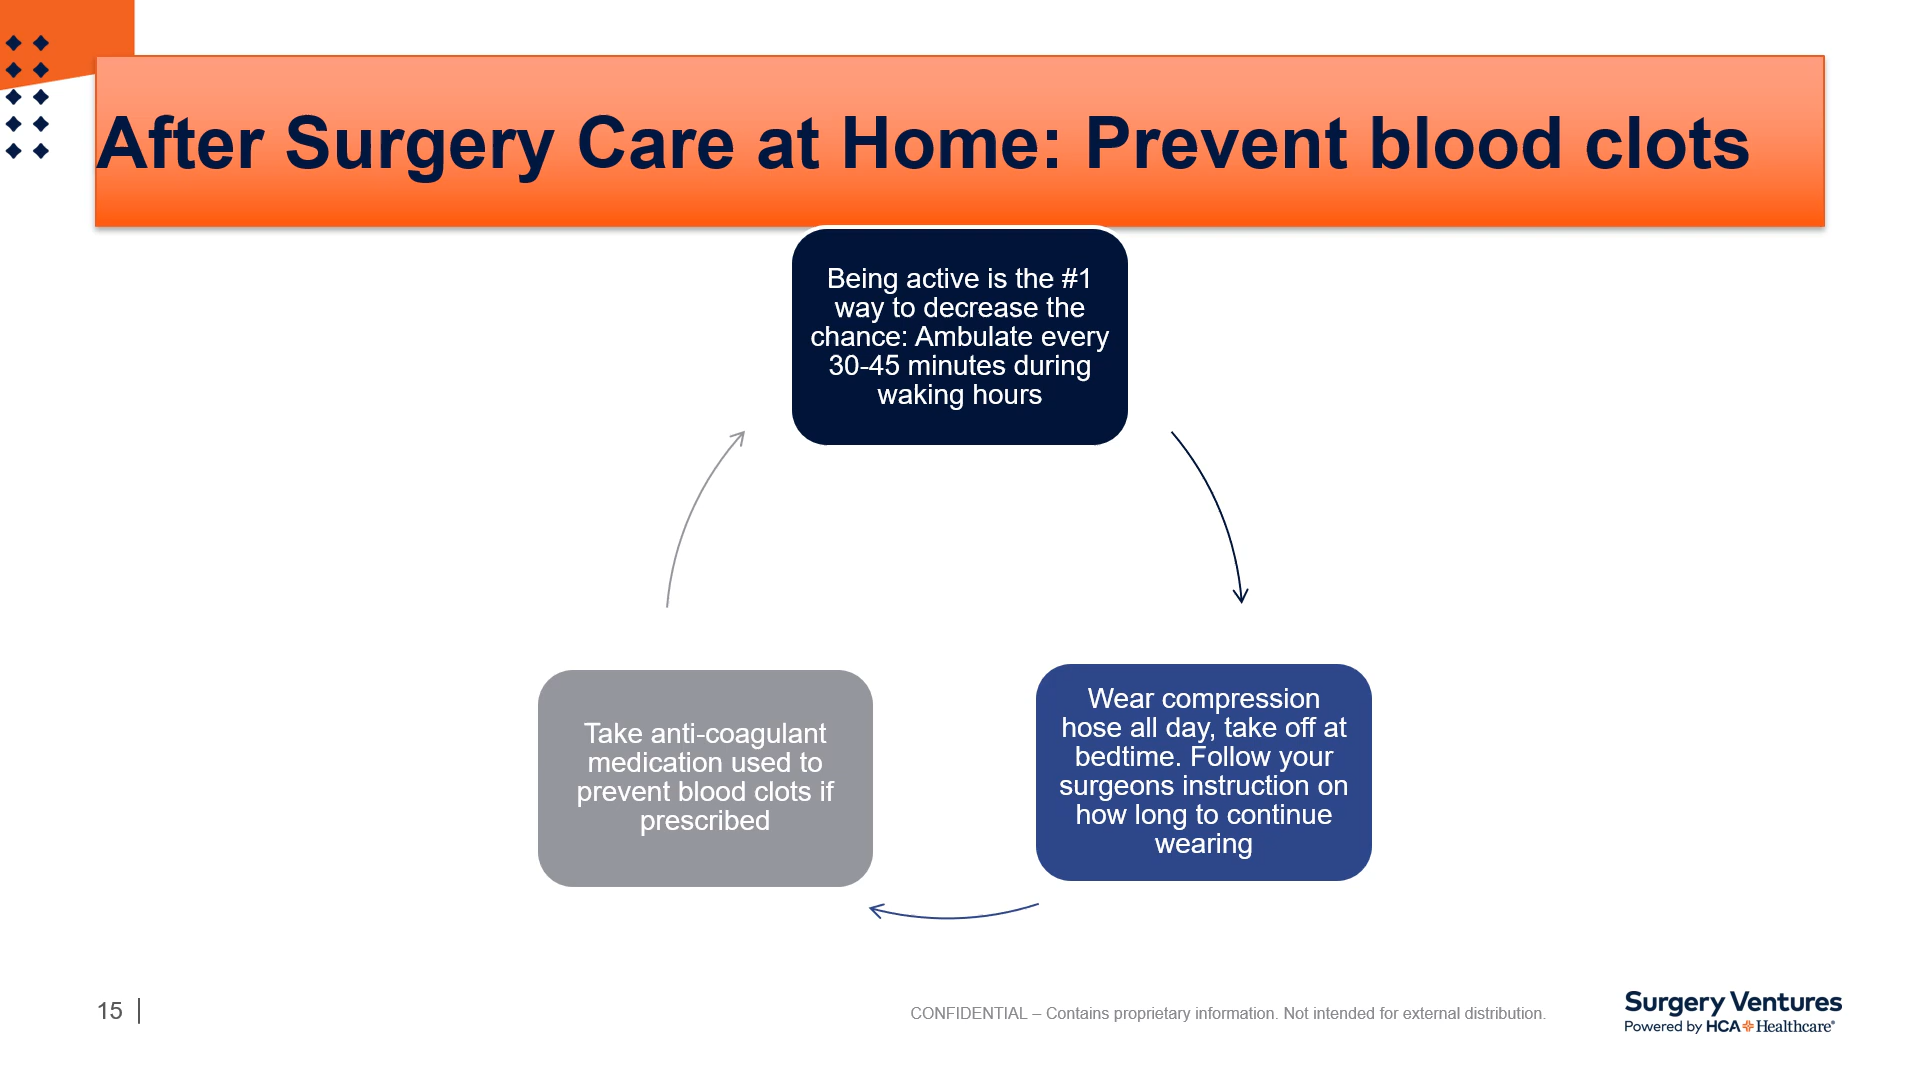 After Surgery Care at Home: Prevent blood clots
Being active is the #1
way to decrease the
chance: Ambulate every
30-45 minutes during
waking hours
Wear compression
hose all day, take off at
bedtime. Follow your
surgeons instruction on
how long to continue
wearing
Take anti-coagulant
medication used to
prevent blood clots if
prescribed
15
CONFIDENTIAL – Contains proprietary information. Not intended for external distribution.
Surgery Ventures
Powered by HCA Healthcare®